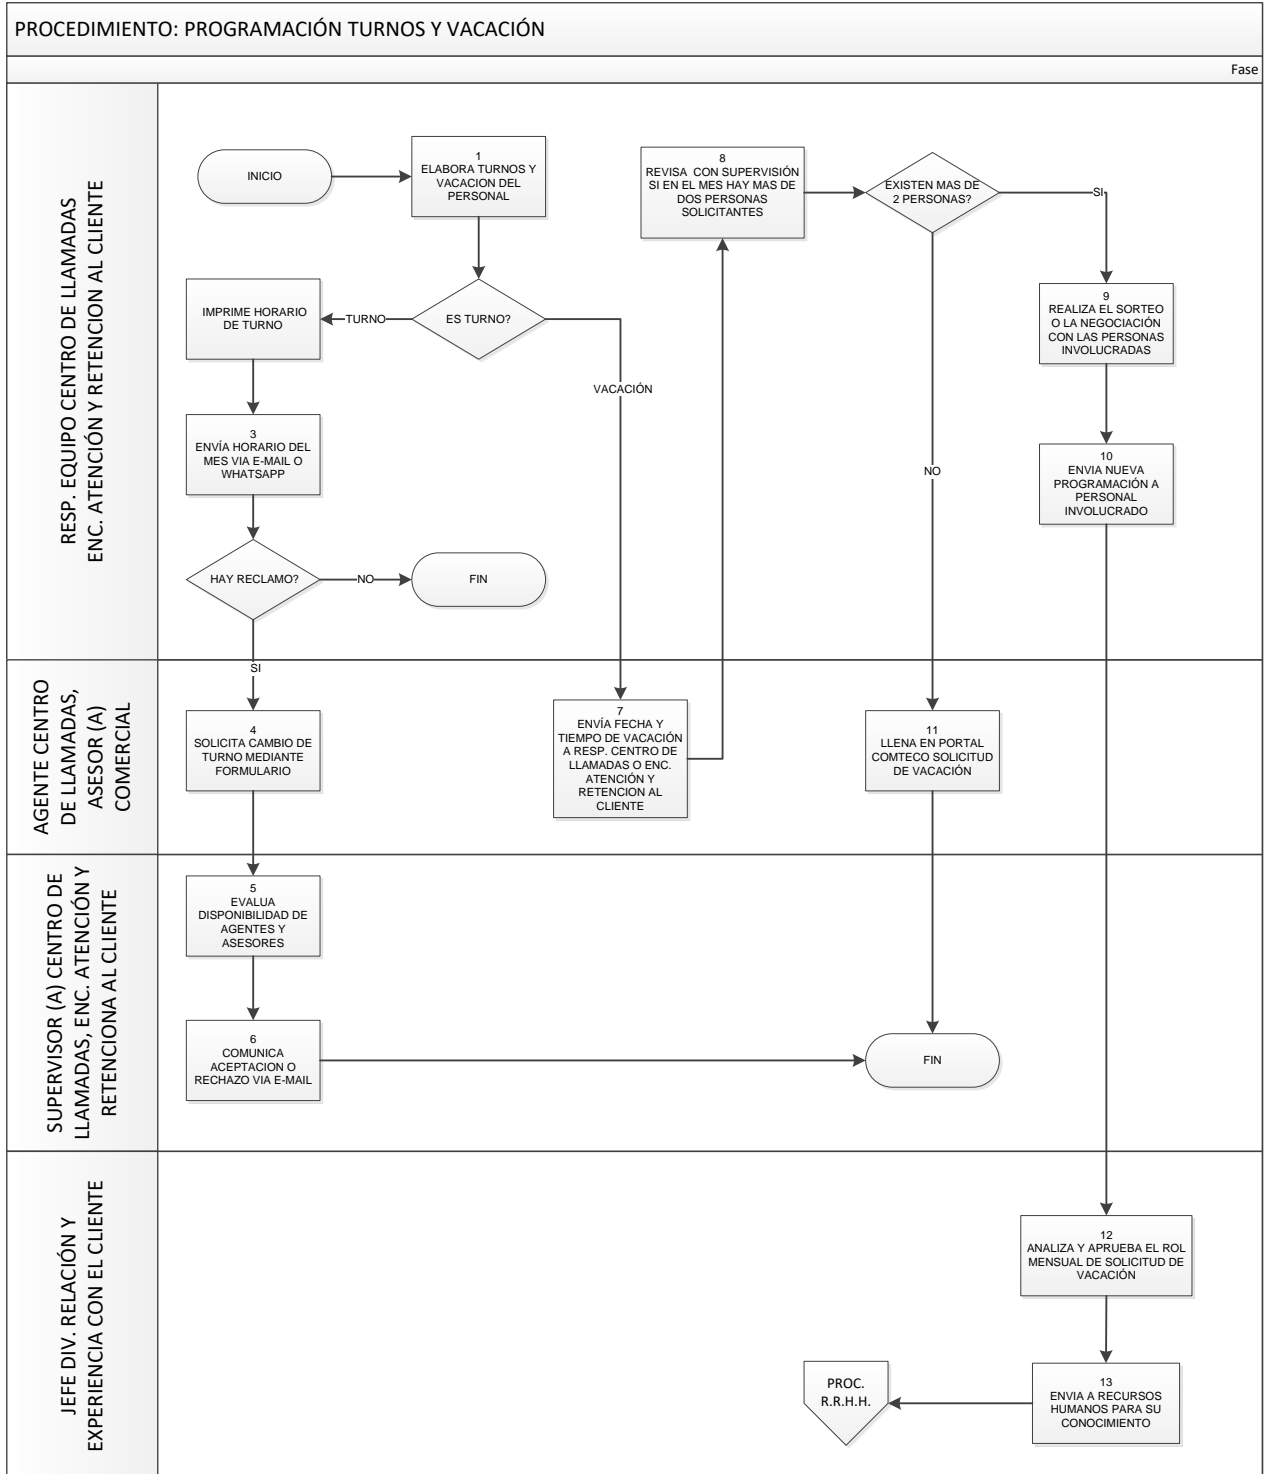 PROCEDIMIENTO: PROGRAMACIÓN TURNOS Y VACACIÓN
Fase
RESP. EQUIPO CENTRO DE LLAMADAS
ENC. ATENCIÓN Y RETENCION AL CLIENTE
INICIO
1
ELABORA TURNOS Y
VACACION DEL
PERSONAL
ES TURNO?
TURNO
IMPRIME HORARIO
DE TURNO
3
ENVÍA HORARIO DEL
MES VIA E-MAIL O
WHATSAPP
HAY RECLAMO?
NO
FIN
SI
VACACIÓN
8
REVISA CON SUPERVISIÓN
SI EN EL MES HAY MAS DE
DOS PERSONAS
SOLICITANTES
EXISTEN MAS DE
2 PERSONAS?
SI
NO
9
REALIZA EL SORTEO
O LA NEGOCIACIÓN
CON LAS PERSONAS
INVOLUCRADAS
10
ENVIA NUEVA
PROGRAMACIÓN A
PERSONAL
INVOLUCRADO
AGENTE CENTRO
DE LLAMADAS,
ASESOR (A)
COMERCIAL
4
SOLICITA CAMBIO DE
TURNO MEDIANTE
FORMULARIO
7
ENVÍA FECHA Y
TIEMPO DE VACACIÓN
A RESP. CENTRO DE
LLAMADAS O ENC.
ATENCIÓN Y
RETENCION AL
CLIENTE
11
LLENA EN PORTAL
COMTECO SOLICITUD
DE VACACIÓN
SUPERVISOR (A) CENTRO DE
LLAMADAS, ENC. ATENCIÓN Y
RETENCIONA AL CLIENTE
5
EVALUA
DISPONIBILIDAD DE
AGENTES Y
ASESORES
6
COMUNICA
ACEPTACION O
RECHAZO VIA E-MAIL
FIN
JEFE DIV. RELACIÓN Y
EXPERIENCIA CON EL CLIENTE
12
ANALIZA Y APRUEBA EL ROL
MENSUAL DE SOLICITUD DE
VACACIÓN
13
ENVIA A RECURSOS
HUMANOS PARA SU
CONOCIMIENTO
PROC.
R.R.H.H.